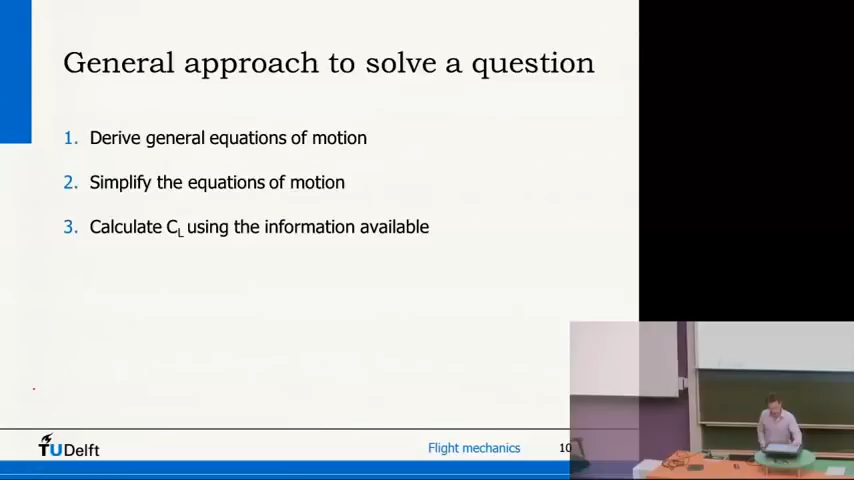 General approach to solve a question
1. Derive general equations of motion
2. Simplify the equations of motion
3. Calculate CL using the information available
TUDelft
Flight mechanics
10